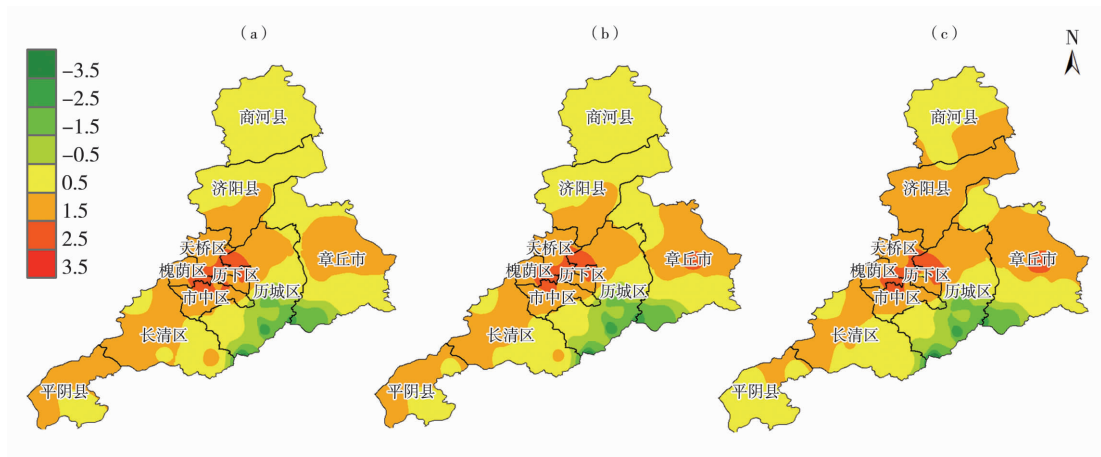 (a)
(b)
(c)
N
-3.5
-2.5
-1.5
-0.5
0.5
1.5
2.5
3.5
商河县
济阳县
天桥区
槐荫区
历下区
章丘市
市中区
历城区
长清区
平阴县
商河县
济阳县
天桥区
槐荫区
历下区
章丘市
市中区
历城区
长清区
平阴县
商河县
济阳县
天桥区
槐荫区
历下区
章丘市
市中区
历城区
长清区
平阴县